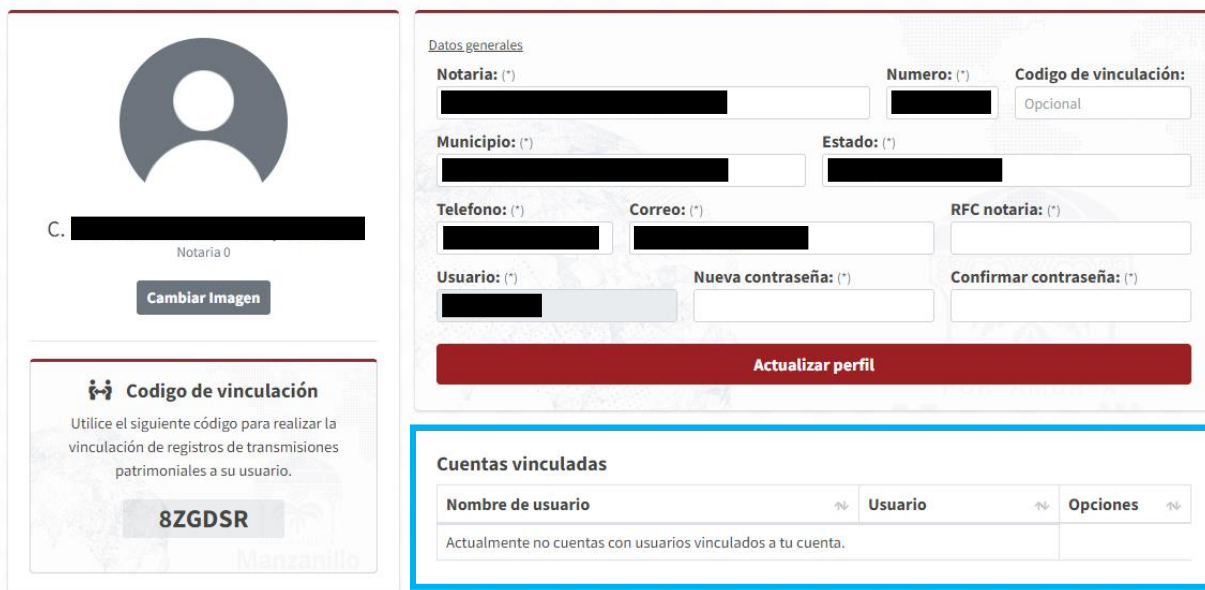 C.
Notaria 0
Cambiar Imagen
Codigo de vinculación
Utilice el siguiente código para realizar la
vinculación de registros de transmisiones
patrimoniales a su usuario.
8ZGDSR
Manzanillo
Datos generales
Notaria: (*) Numero: (*) Codigo de vinculación:
Opcional
Municipio: (*) Estado: (*)
Telefono: (*) Correo: (*) RFC notaria: (*)
Usuario: (*) Nueva contraseña: (*) Confirmar contraseña: (*)
Actualizar perfil
Cuentas vinculadas
Nombre de usuario Usuario Opciones
Actualmente no cuentas con usuarios vinculados a tu cuenta.